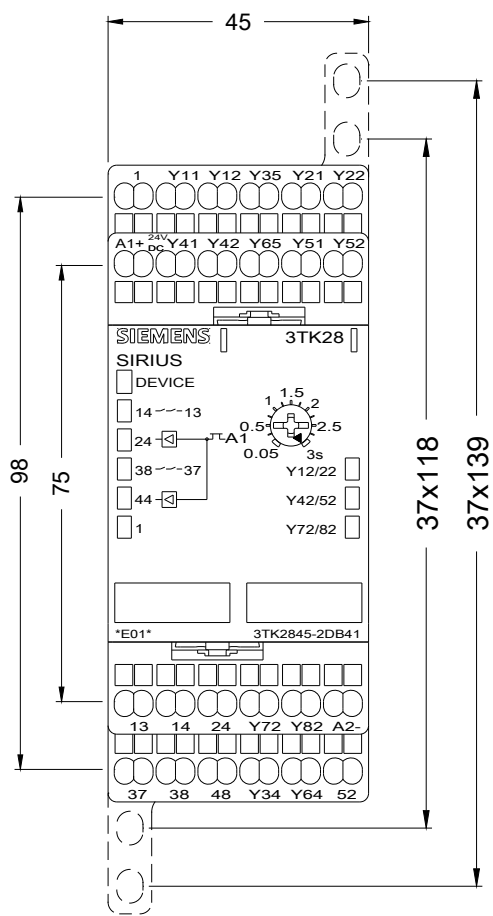 45
1 Y11 Y12 Y35 Y21 Y22
A1+ 24V DC Y41 Y42 Y65 Y51 Y52
SIEMENS 3TK28
SIRIUS
DEVICE
14 13
24 A1
38 37
44
1
0.05 0.5 1 1.5 2 2.5 3s
Y12/22
Y42/52
Y72/82
*E01* 3TK2845-2DB41
13 14 24 Y72 Y82 A2-
37 38 48 Y34 Y64 52
98
75
37x118
37x139